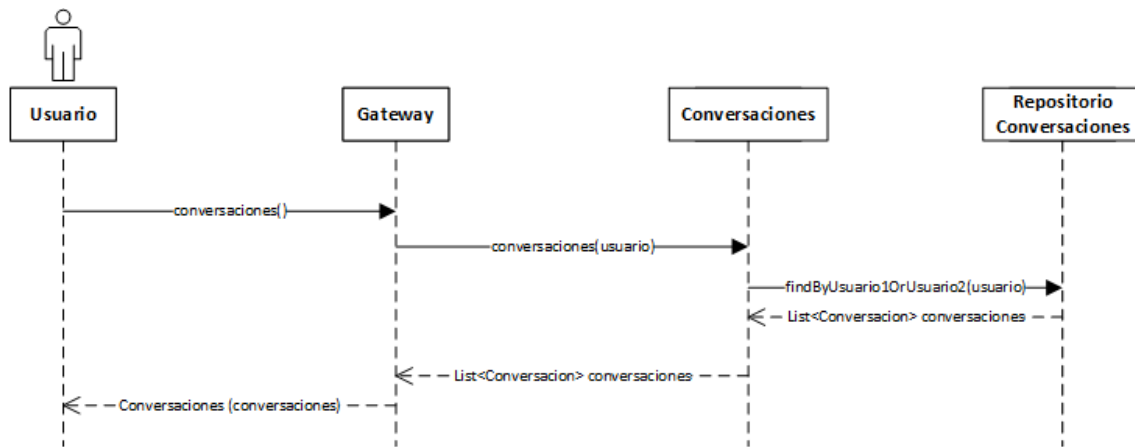 Usuario
Gateway
Conversaciones
Repositorio
Conversaciones
conversaciones()
conversaciones(usuario)
findByUsuario1OrUsuario2(usuario)
List<Conversacion> conversaciones
List<Conversacion> conversaciones
Conversaciones (conversaciones)